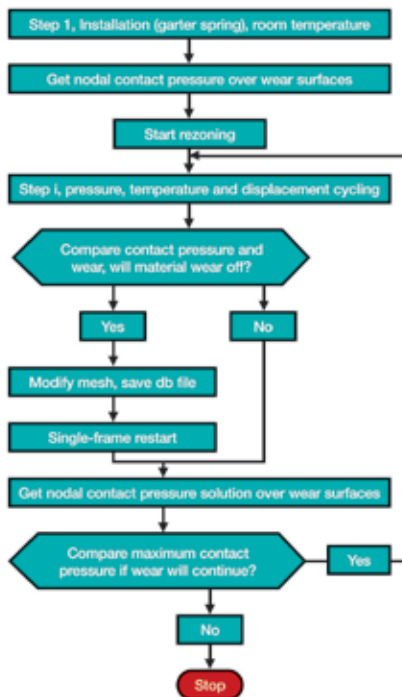 Step 1, Installation (garter spring), room temperature
Get nodal contact pressure over wear surfaces
Start rezoning
Step i, pressure, temperature and displacement cycling
Compare contact pressure and
wear, will material wear off?
Yes
No
Modify mesh, save db file
Single-frame restart
Get nodal contact pressure solution over wear surfaces
Compare maximum contact
pressure if wear will continue?
Yes
No
Stop